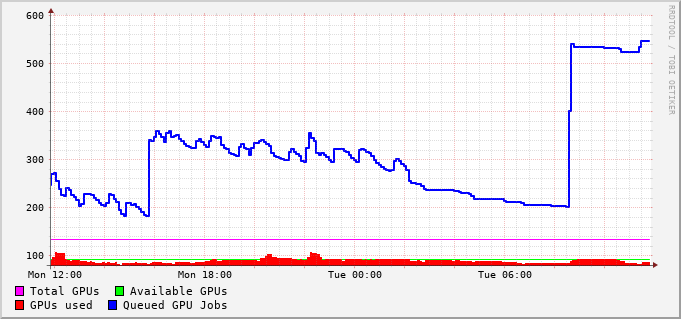 600
500
400
300
200
100
Mon 12:00 Mon 18:00 Tue 00:00 Tue 06:00
Total GPUs Available GPUs
GPUs used Queued GPU Jobs
RRDTOOL / TOBI OETIKER